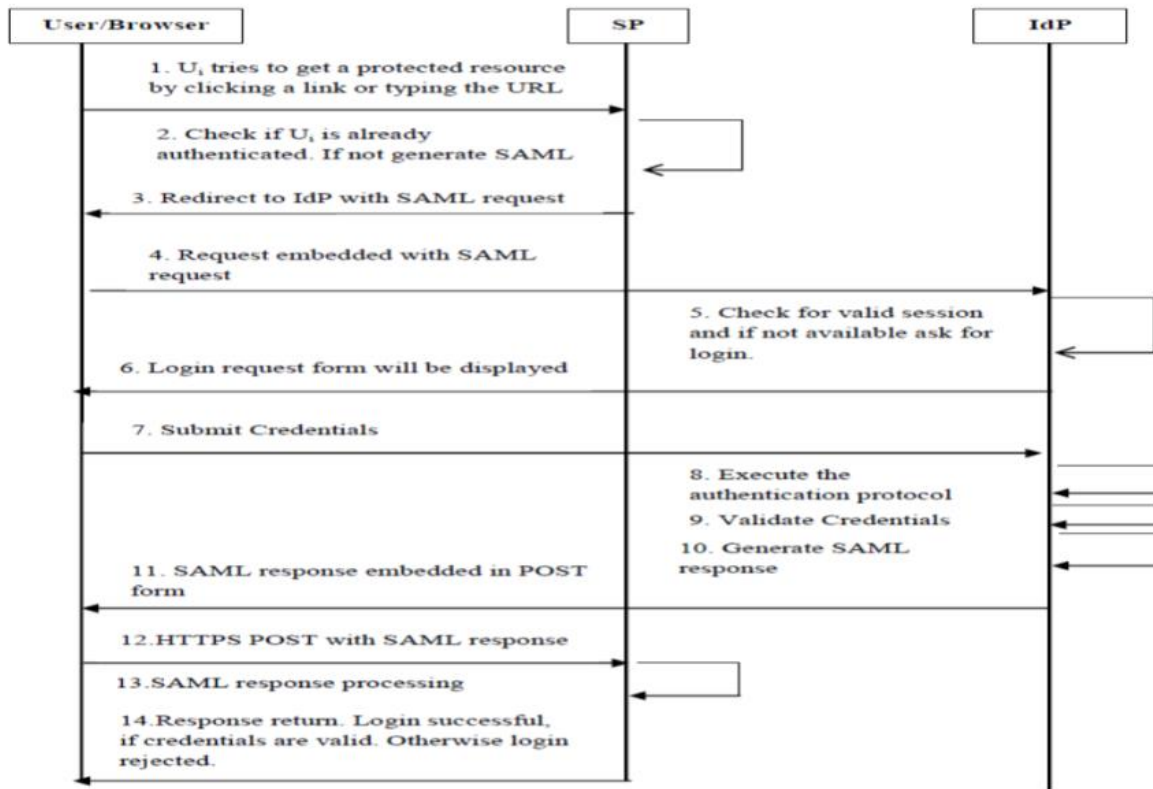 User/Browser
SP
IdP
1. Uᵢ tries to get a protected resource
by clicking a link or typing the URL
2. Check if Uᵢ is already
authenticated. If not generate SAML
3. Redirect to IdP with SAML request
4. Request embedded with SAML
request
5. Check for valid session
and if not available ask for
login.
6. Login request form will be displayed
7. Submit Credentials
8. Execute the
authentication protocol
9. Validate Credentials
10. Generate SAML
response
11. SAML response embedded in POST
form
12.HTTPS POST with SAML response
13.SAML response processing
14.Response return. Login successful,
if credentials are valid. Otherwise login
rejected.